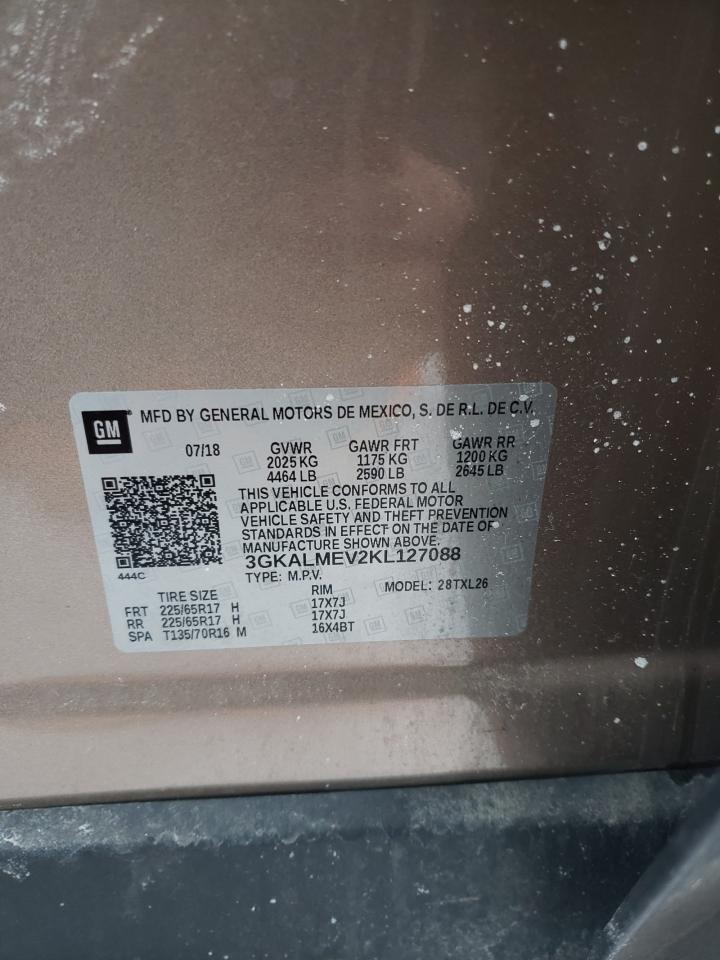 GM
MFD BY GENERAL MOTORS DE MEXICO, S. DE R.L. DE C.V.
07/18 GVWR GAWR FRT GAWR RR
2025 KG 1175 KG 1200 KG
4464 LB 2590 LB 2645 LB
THIS VEHICLE CONFORMS TO ALL
APPLICABLE U.S. FEDERAL MOTOR
VEHICLE SAFETY AND THEFT PREVENTION
STANDARDS IN EFFECT ON THE DATE OF
MANUFACTURE SHOWN ABOVE.
3GKALMEV2KL127088
444C TYPE: M.P.V. MODEL: 28TXL26
TIRE SIZE RIM
FRT 225/65R17 H 17X7J
RR 225/65R17 H 17X7J
SPA T135/70R16 M 16X4BT